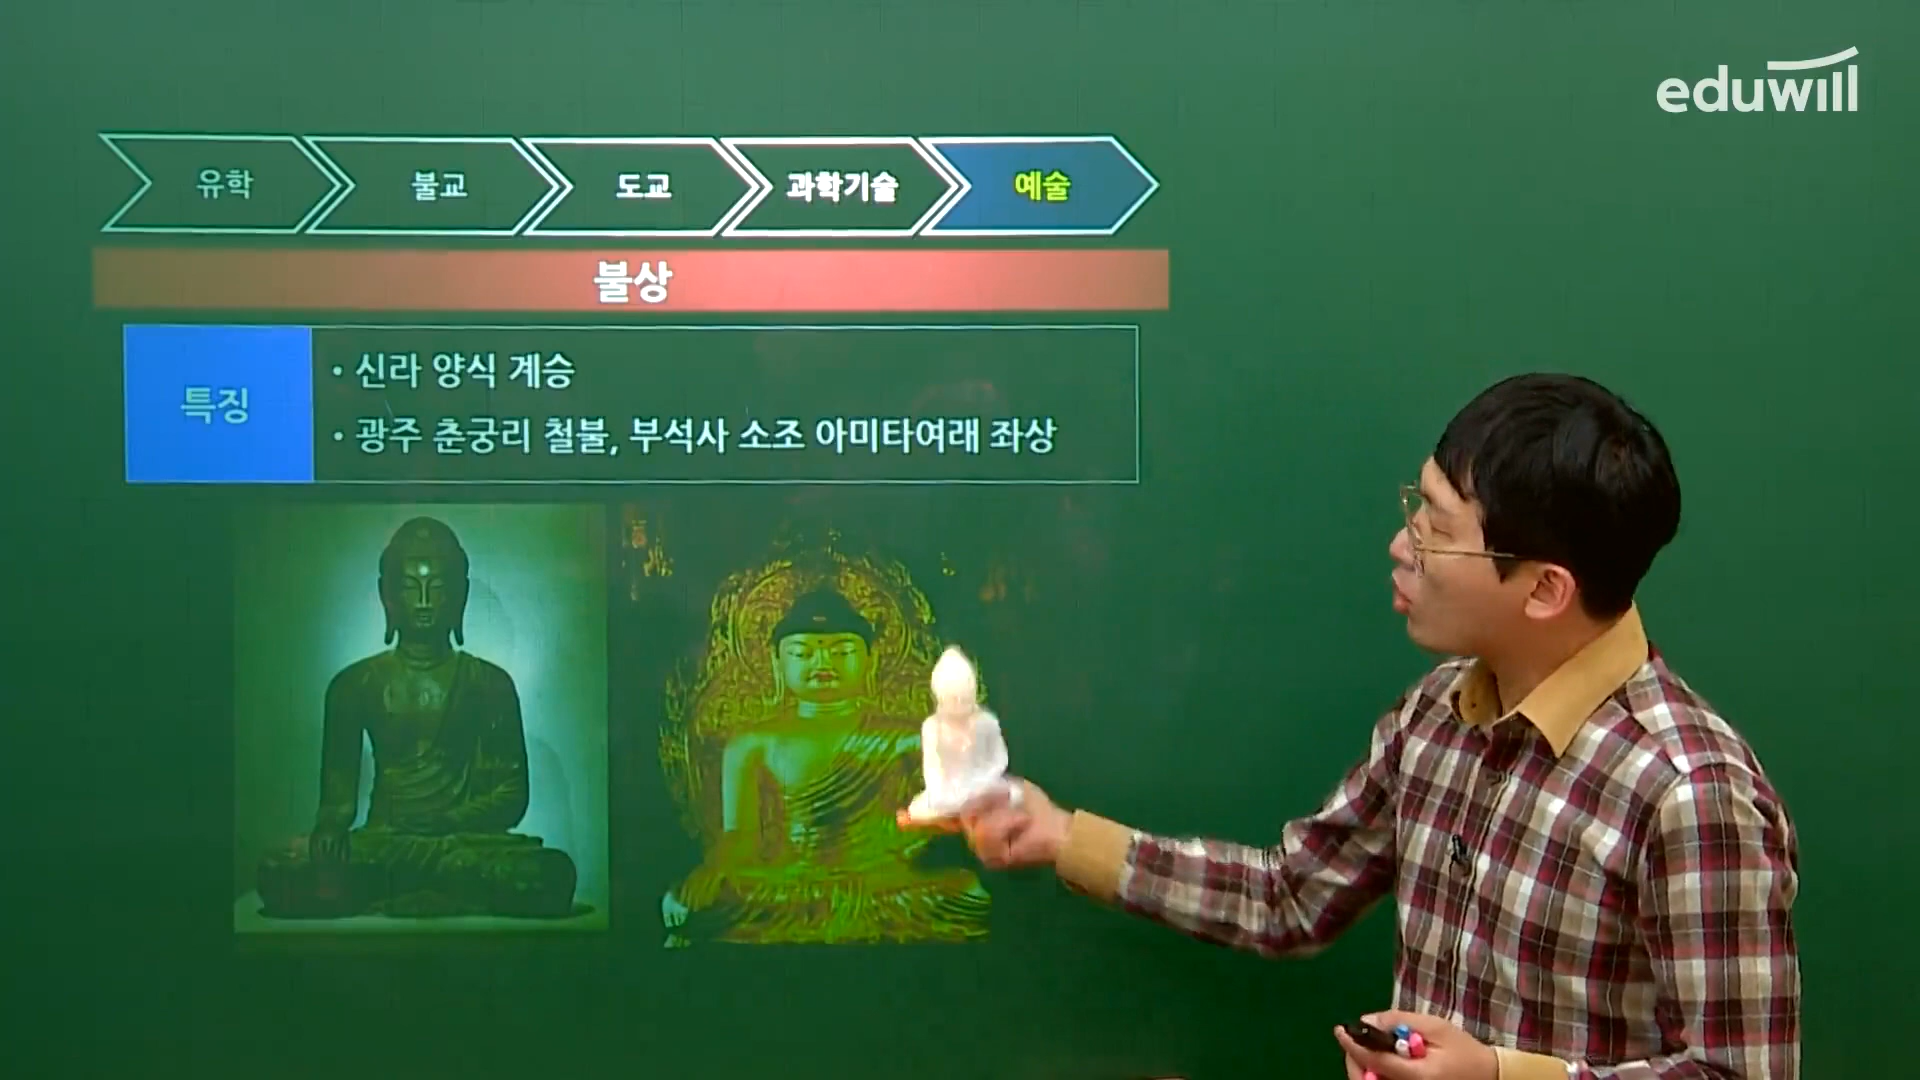 eduwill
유학 불교 도교 과학기술 예술
불상
특징
• 신라 양식 계승
• 광주 춘궁리 철불, 부석사 소조 아미타여래 좌상